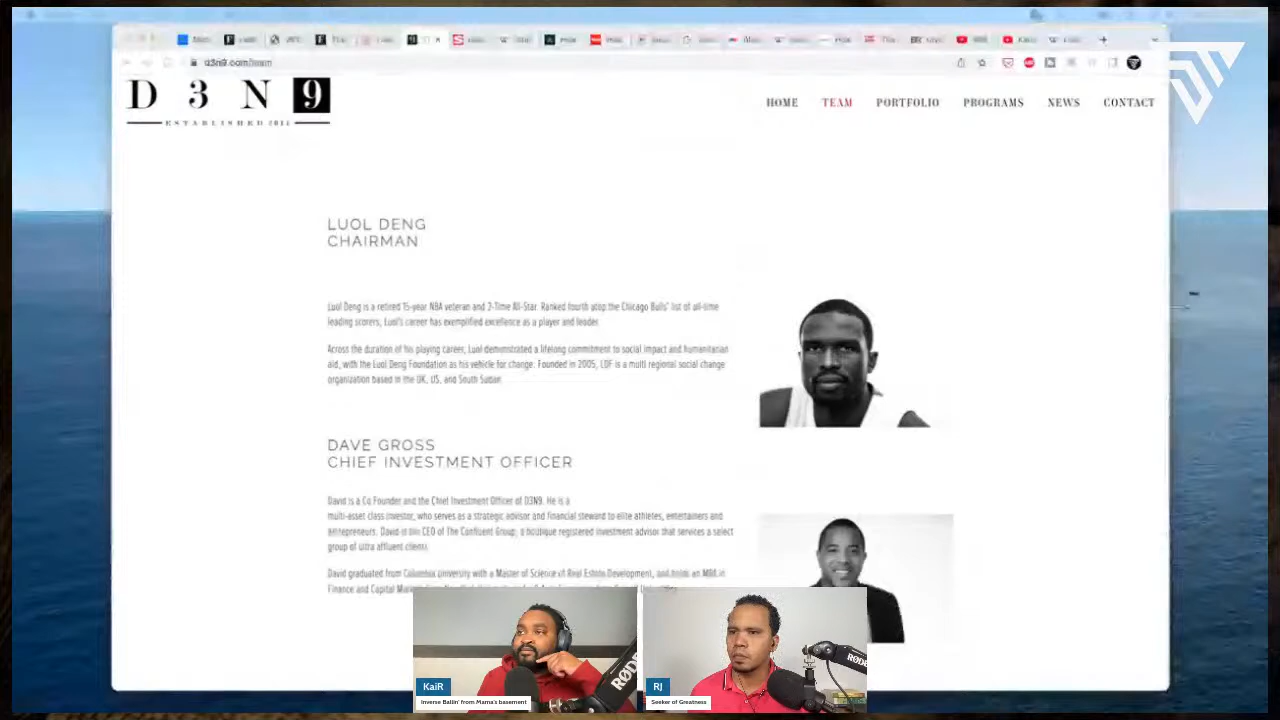 d3n9.com/team
D 3 N 9
ESTABLISHED
HOME TEAM PORTFOLIO PROGRAMS NEWS CONTACT
LUOL DENG
CHAIRMAN
Luol Deng is a retired 15-year NBA veteran and 2-Time All-Star. Ranked fourth atop the Chicago Bulls' list of all-time
leading scorers, Luol's career has exemplified excellence as a player and leader.
Across the duration of his playing career, Luol demonstrated a lifelong commitment to social impact and humanitarian
aid, with the Luol Deng Foundation as his vehicle for change. Founded in 2005, LDF is a multi regional social change
organization based in the UK, US, and South Sudan.
DAVE GROSS
CHIEF INVESTMENT OFFICER
David is a Co Founder and the Chief Investment Officer of D3N9. He is a
multi-asset class investor, who serves as a strategic advisor and financial steward to elite athletes, entertainers and
entrepreneurs. David is the CEO of The Confluent Group, a boutique registered investment advisor that services a select
group of ultra affluent clients.
David graduated from Columbia University with a Master of Science of Real Estate Development, and holds an MBA in
Finance and Capital
RØDE
KaiR
Inverse Ballin' from Mama's basement
RØDE
RJ
Seeker of Greatness